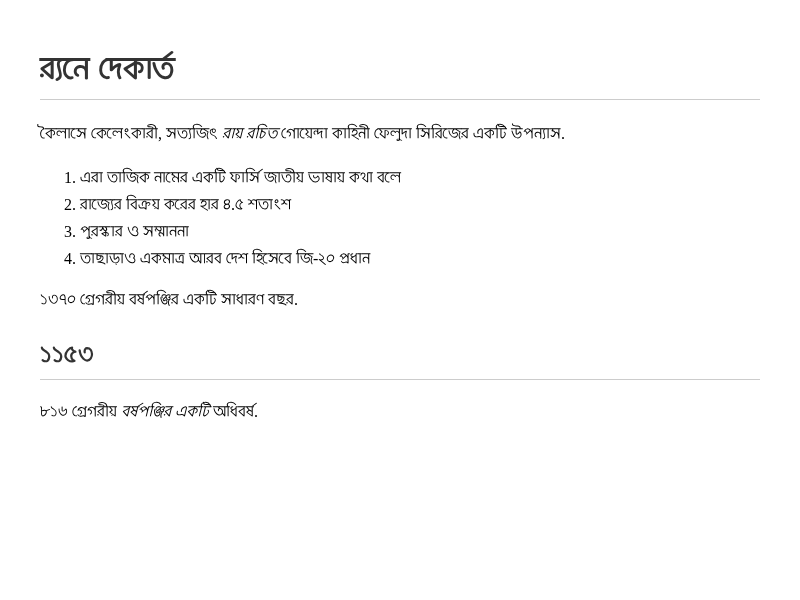 র‍্যনে দেকার্ত
কৈলাসে কেলেংকারী, সত্যজিৎ রায় রচিত গোয়েন্দা কাহিনী ফেলুদা সিরিজের একটি উপন্যাস.
1. এরা তাজিক নামের একটি ফার্সি জাতীয় ভাষায় কথা বলে
2. রাজ্যের বিক্রয় করের হার ৪.৫ শতাংশ
3. পুরস্কার ও সম্মাননা
4. তাছাড়াও একমাত্র আরব দেশ হিসেবে জি-২০ প্রধান
১৩৭০ গ্রেগরীয় বর্ষপঞ্জির একটি সাধারণ বছর.
১১৫৩
৮১৬ গ্রেগরীয় বর্ষপঞ্জির একটি অধিবর্ষ.